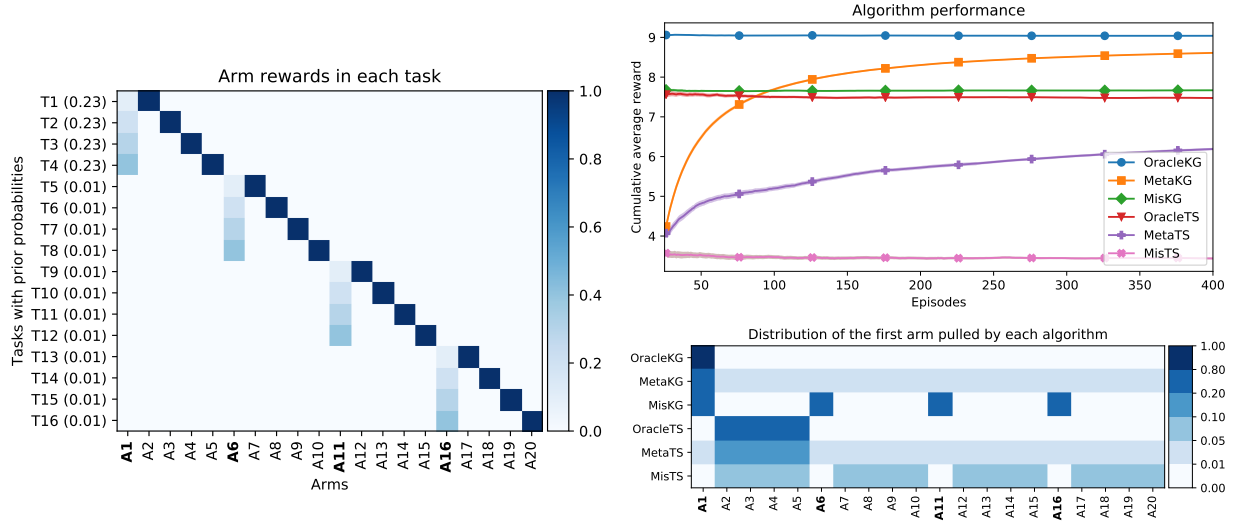 Arm rewards in each task
Tasks with prior probabilities
T1 (0.23)
T2 (0.23)
T3 (0.23)
T4 (0.23)
T5 (0.01)
T6 (0.01)
T7 (0.01)
T8 (0.01)
T9 (0.01)
T10 (0.01)
T11 (0.01)
T12 (0.01)
T13 (0.01)
T14 (0.01)
T15 (0.01)
T16 (0.01)
A1 A2 A3 A4 A5 A6 A7 A8 A9 A10 A11 A12 A13 A14 A15 A16 A17 A18 A19 A20
Arms
1.0
0.8
0.6
0.4
0.2
0.0
Algorithm performance
Cumulative average reward
9
8
7
6
5
4
50 100 150 200 250 300 350 400
Episodes
OracleKG
MetaKG
MisKG
OracleTS
MetaTS
MisTS
Distribution of the first arm pulled by each algorithm
OracleKG
MetaKG
MisKG
OracleTS
MetaTS
MisTS
A1 A2 A3 A4 A5 A6 A7 A8 A9 A10 A11 A12 A13 A14 A15 A16 A17 A18 A19 A20
1.00
0.80
0.20
0.10
0.05
0.01
0.00